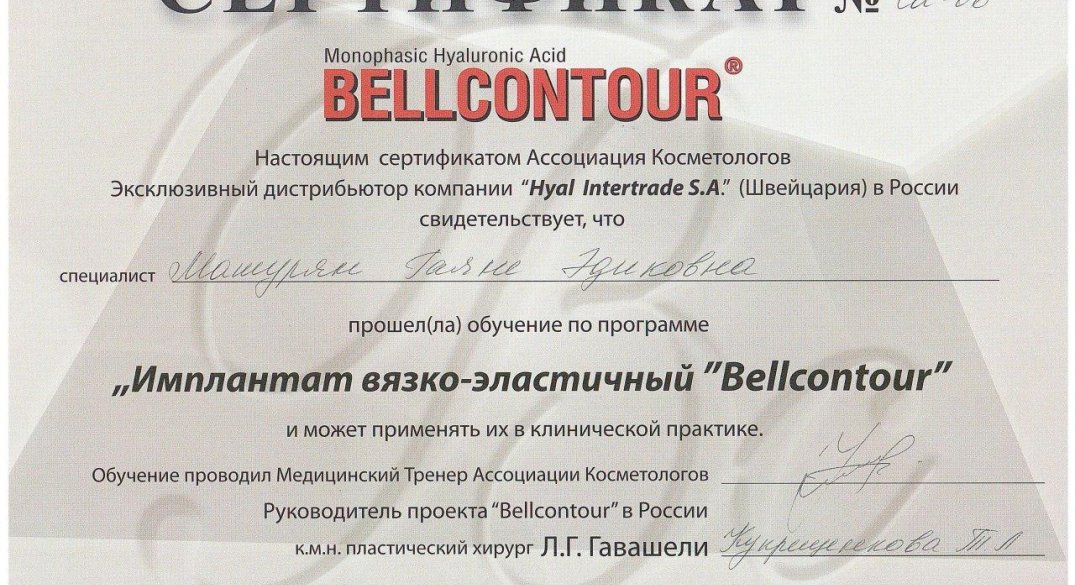 СЕРТИФИКАТ №
Monophasic Hyaluronic Acid
BELLCONTOUR®
Настоящим сертификатом Ассоциация Косметологов
Эксклюзивный дистрибьютор компании "Hyal Intertrade S.A." (Швейцария) в России
свидетельствует, что
специалист Матурян Гаяне Эдиковна
прошел(ла) обучение по программе
„Имплантат вязко-эластичный ”Bellcontour”
и может применять их в клинической практике.
Обучение проводил Медицинский Тренер Ассоциации Косметологов
Руководитель проекта “Bellcontour” в России
к.м.н. пластический хирург Л.Г. Гавашели